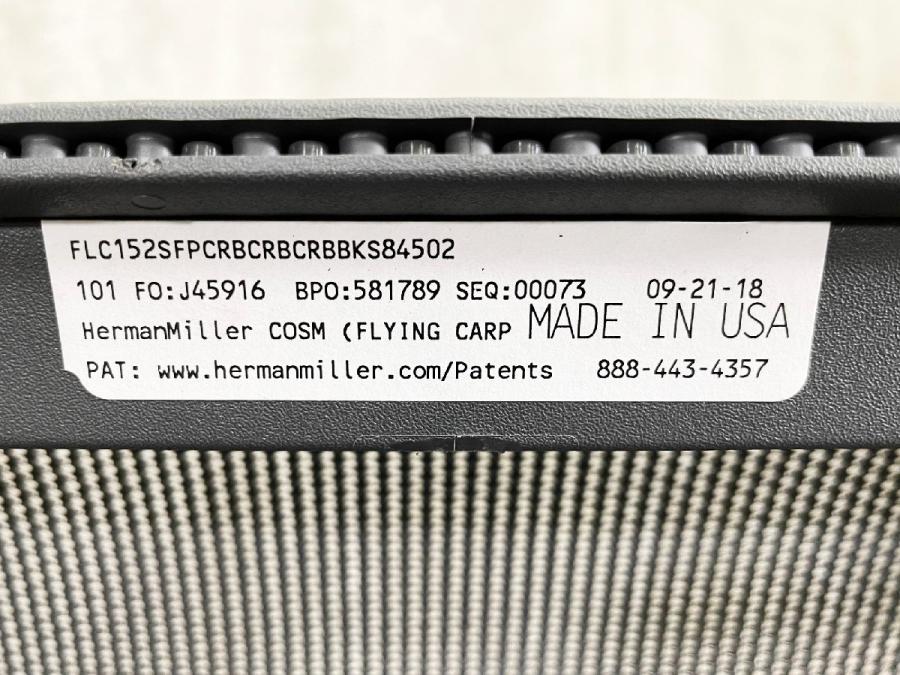 FLC152SFPCRBCRBCRBBKS84502
101 FO:J45916 BPO:581789 SEQ:00073 09-21-18
HermanMiller COSM (FLYING CARP MADE IN USA
PAT: www.hermanmiller.com/Patents 888-443-4357